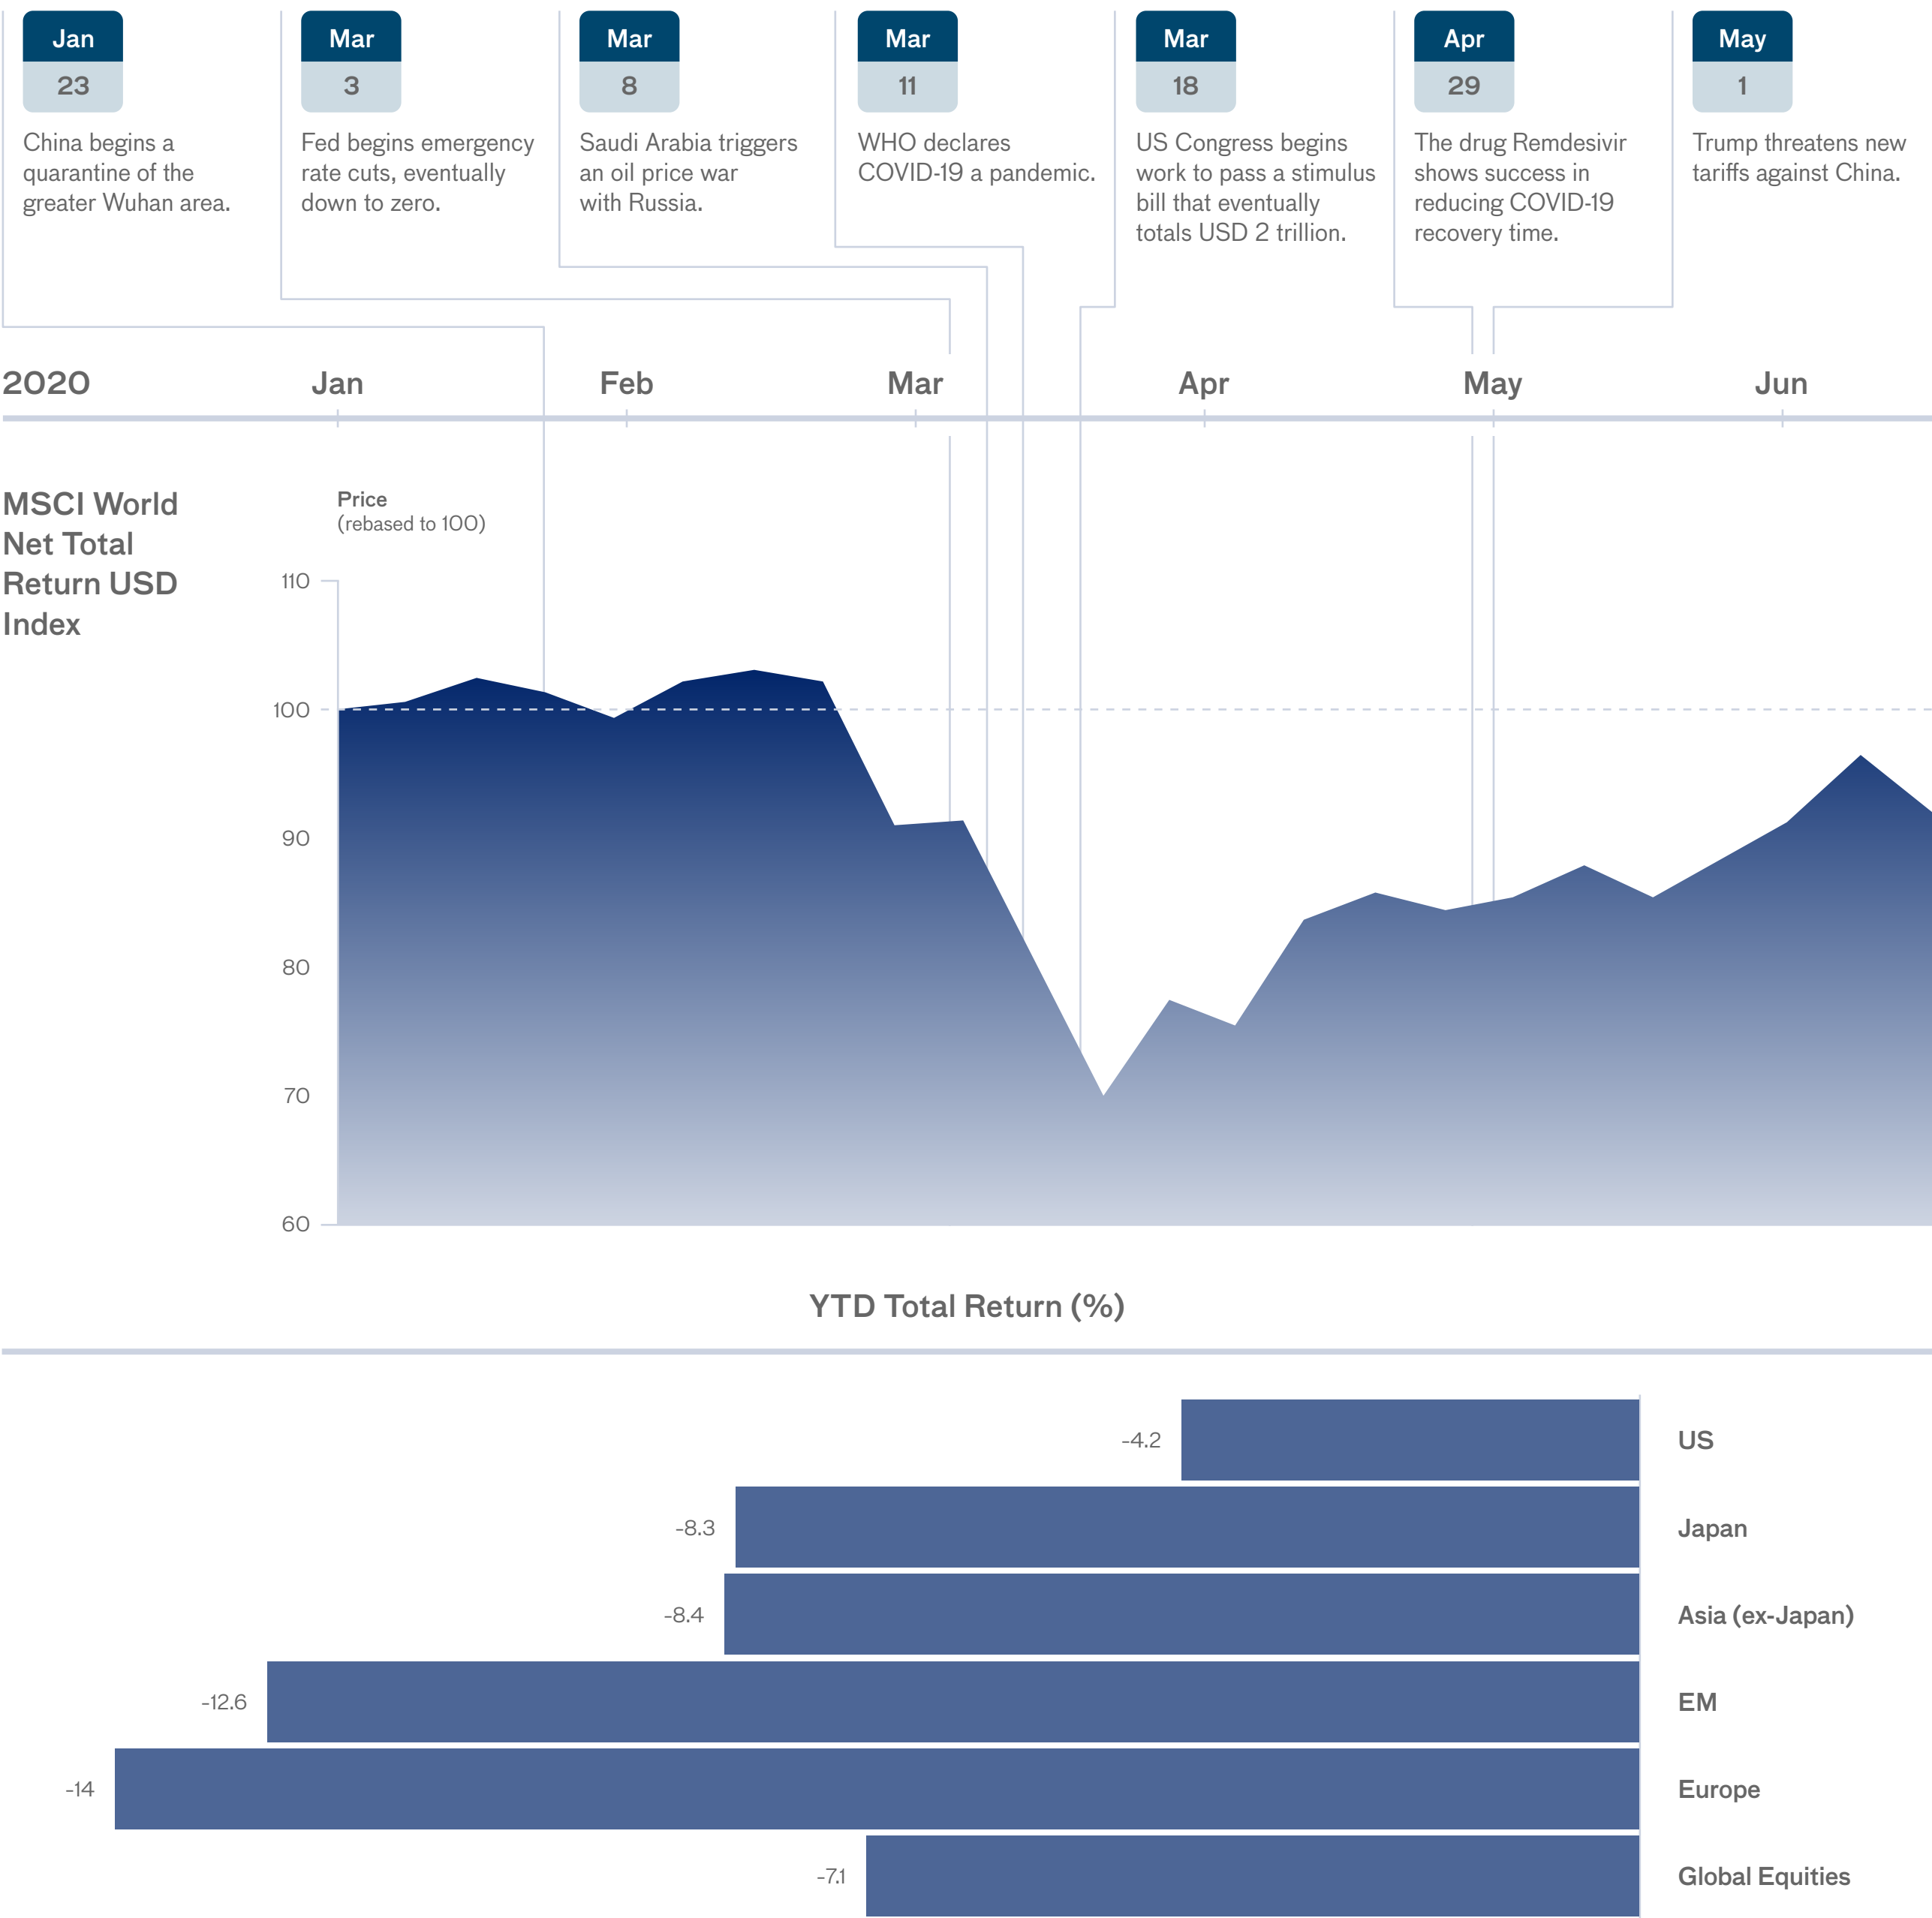 Jan
23
China begins a
quarantine of the
greater Wuhan area.
Mar
3
Fed begins emergency
rate cuts, eventually
down to zero.
Mar
8
Saudi Arabia triggers
an oil price war
with Russia.
Mar
11
WHO declares
COVID-19 a pandemic.
Mar
18
US Congress begins
work to pass a stimulus
bill that eventually
totals USD 2 trillion.
Apr
29
The drug Remdesivir
shows success in
reducing COVID-19
recovery time.
May
1
Trump threatens new
tariffs against China.
2020 Jan Feb Mar Apr May Jun
MSCI World
Net Total
Return USD
Index
Price
(rebased to 100)
110
100
90
80
70
60
YTD Total Return (%)
-4.2 US
-8.3 Japan
-8.4 Asia (ex-Japan)
-12.6 EM
-14 Europe
-7.1 Global Equities